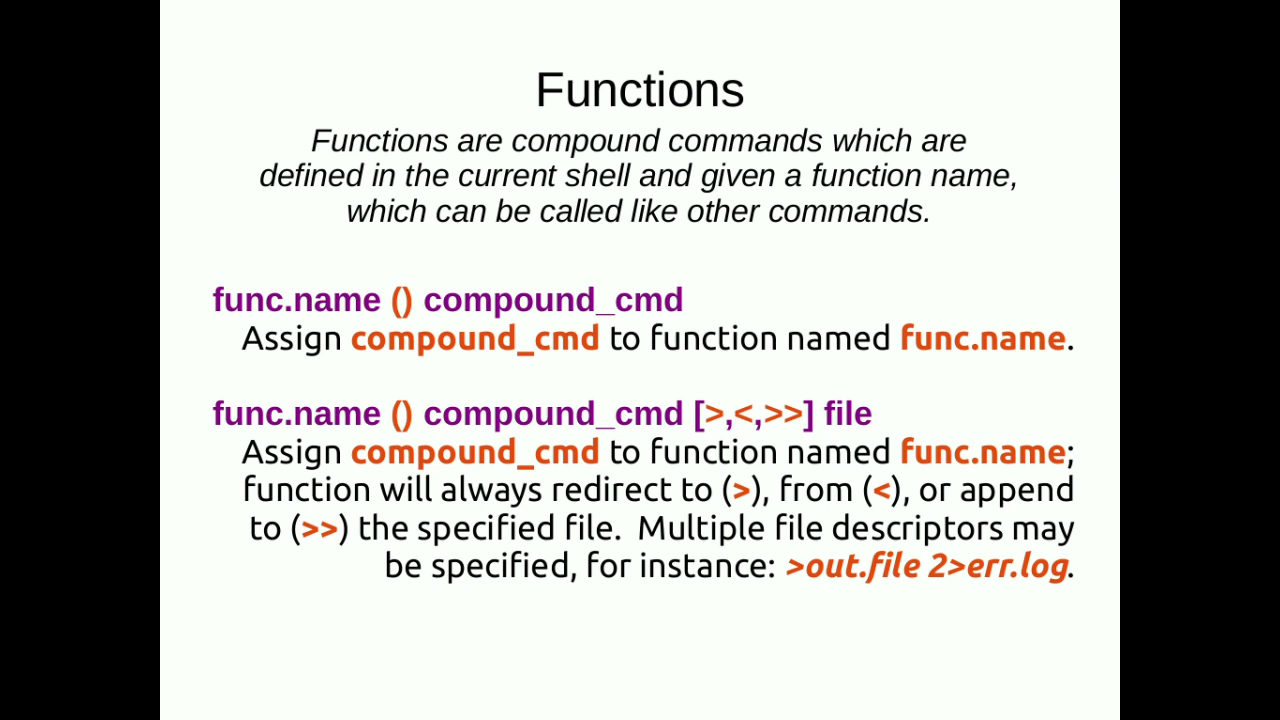 Functions
Functions are compound commands which are
defined in the current shell and given a function name,
which can be called like other commands.
func.name () compound_cmd
Assign compound_cmd to function named func.name.
func.name () compound_cmd [>,<,>>] file
Assign compound_cmd to function named func.name;
function will always redirect to (>), from (<), or append
to (>>) the specified file.  Multiple file descriptors may
be specified, for instance: >out.file 2>err.log.